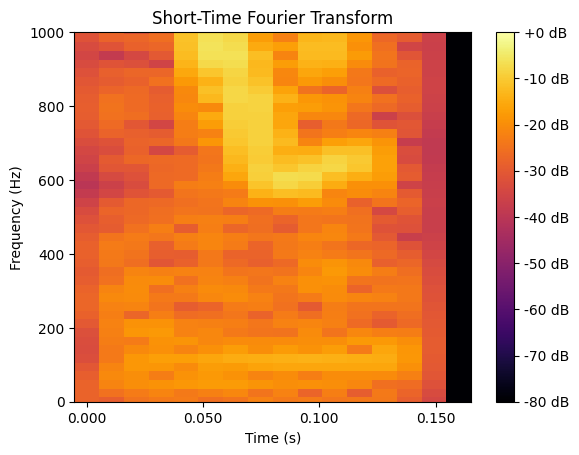 Short-Time Fourier Transform
1000
800
600
400
200
0
Frequency (Hz)
0.000
0.050
0.100
0.150
Time (s)
+0 dB
-10 dB
-20 dB
-30 dB
-40 dB
-50 dB
-60 dB
-70 dB
-80 dB